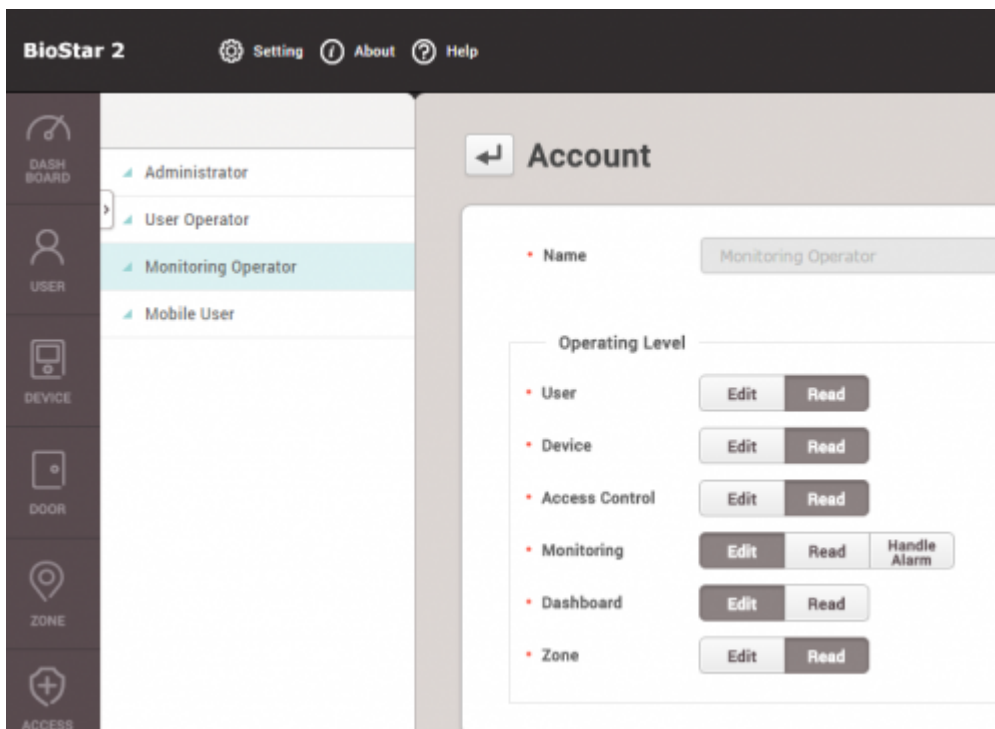 BioStar 2 Setting About Help
DASH
BOARD
USER
DEVICE
DOOR
ZONE
ACCESS
Administrator
User Operator
Monitoring Operator
Mobile User
Account
Name Monitoring Operator
Operating Level
User Edit Read
Device Edit Read
Access Control Edit Read
Monitoring Edit Read Handle Alarm
Dashboard Edit Read
Zone Edit Read